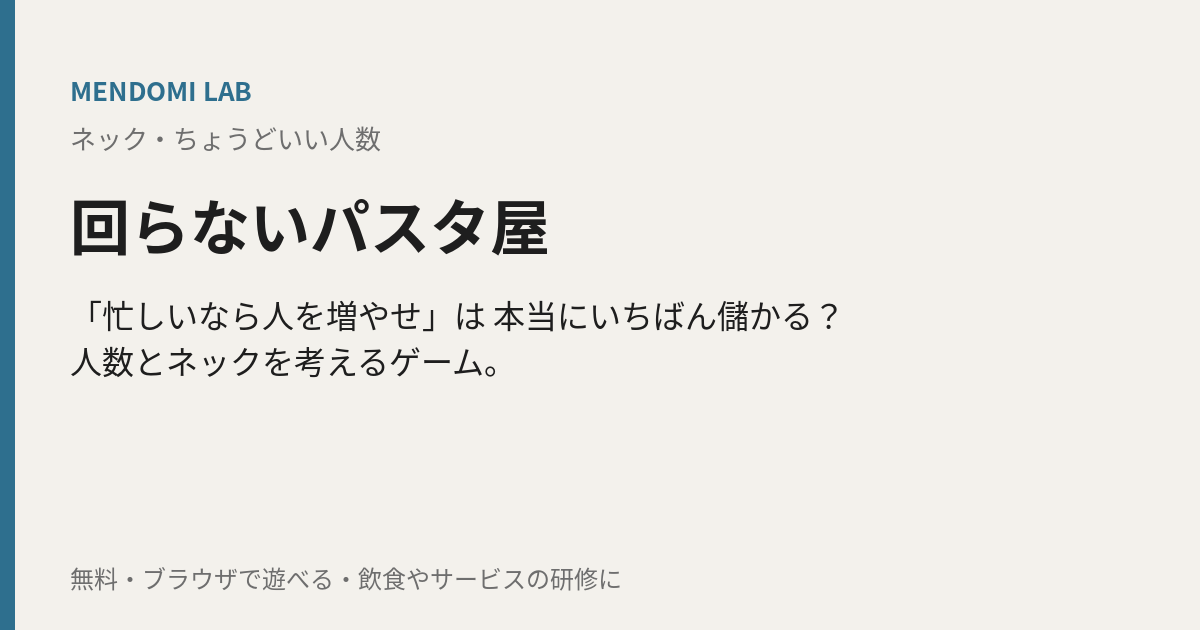 MENDOMI LAB
ネック・ちょうどいい人数
回らないパスタ屋
「忙しいなら人を増やせ」は 本当にいちばん儲かる？
人数とネックを考えるゲーム。
無料・ブラウザで遊べる・飲食やサービスの研修に